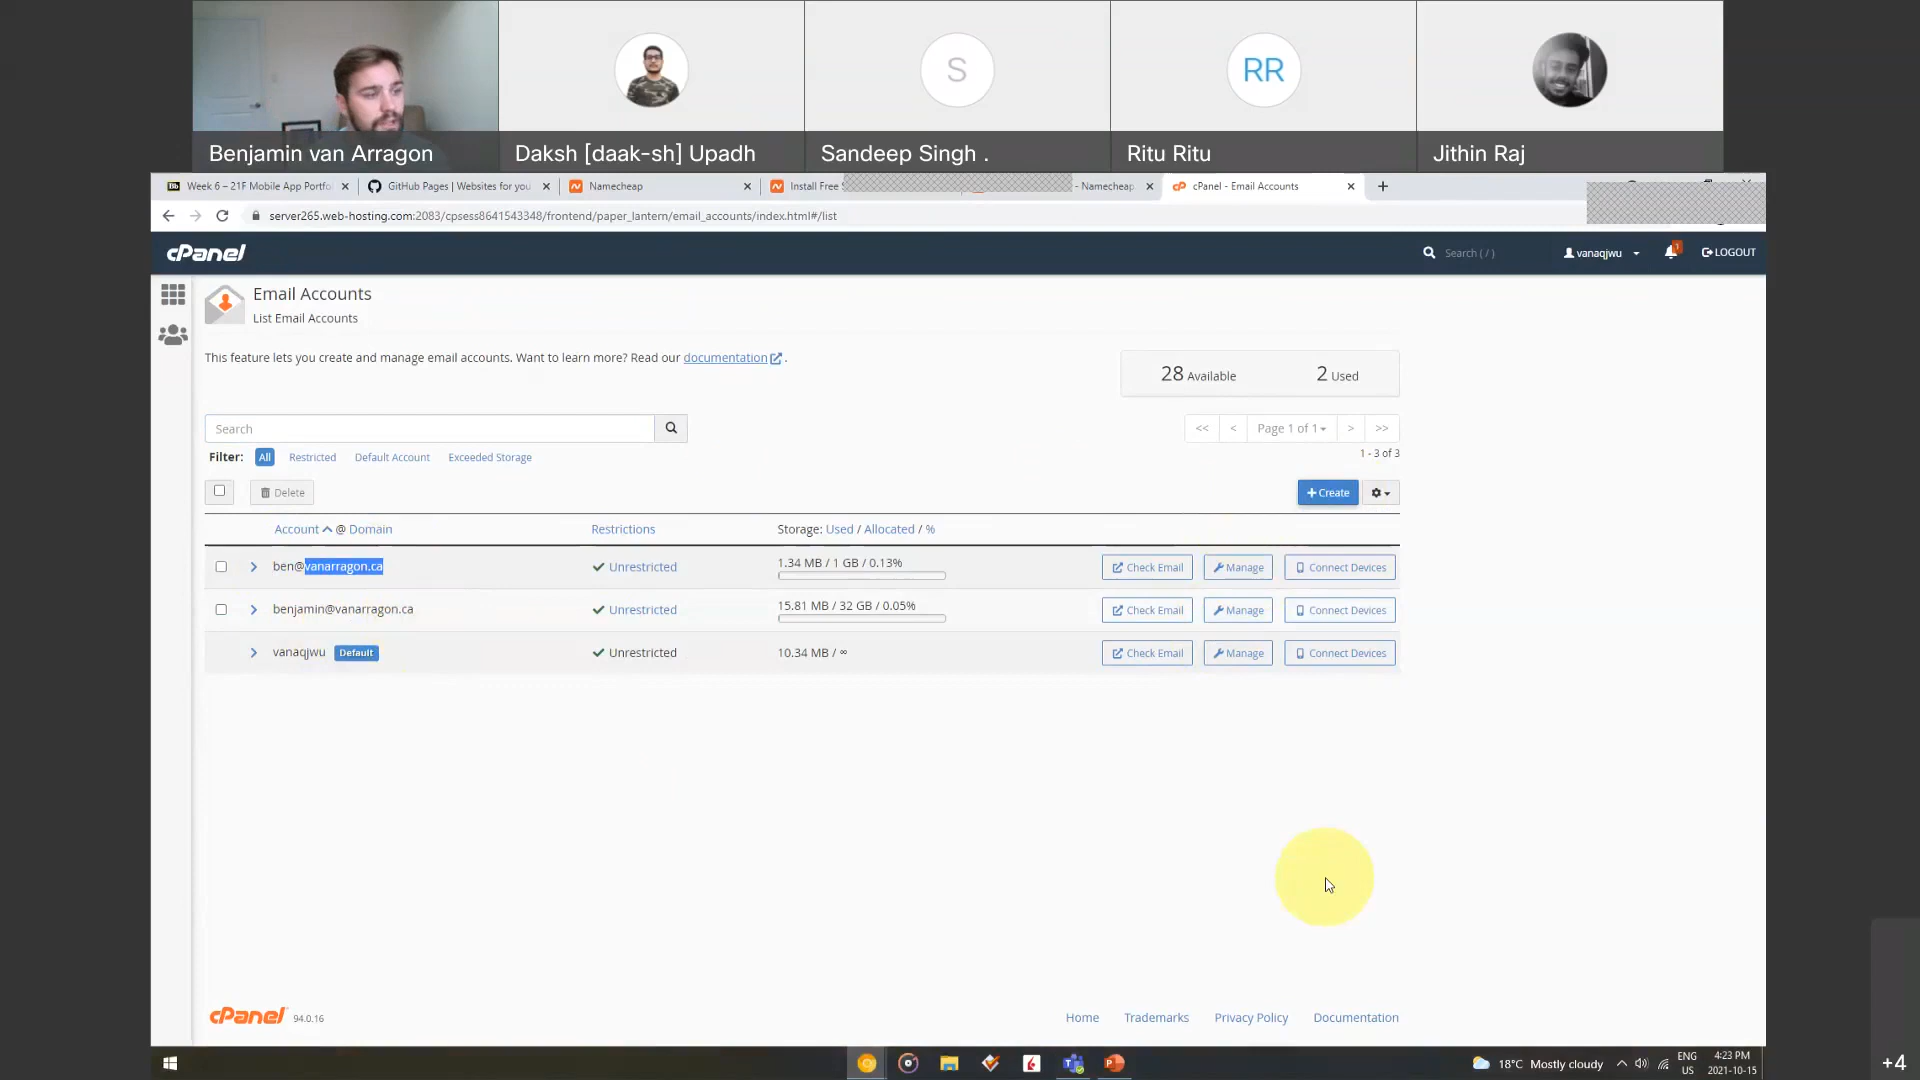 S
RR
Benjamin van Arragon
Daksh [daak-sh] Upadh
Sandeep Singh .
Ritu Ritu
Jithin Raj
Bb Week 6 – 21F Mobile App Portfo
GitHub Pages | Websites for you
Namecheap
Install Free
- Namecheap
cPanel - Email Accounts
server265.web-hosting.com:2083/cpsess8641543348/frontend/paper_lantern/email_accounts/index.html#/list
cPanel
Search ( / )
vanaqjwu
1
LOGOUT
Email Accounts
List Email Accounts
This feature lets you create and manage email accounts. Want to learn more? Read our documentation .
28 Available
2 Used
Search
<< < Page 1 of 1 > >>
Filter: All Restricted Default Account Exceeded Storage
1 - 3 of 3
Delete
+ Create
Account @ Domain Restrictions Storage: Used / Allocated / %
ben@vanarragon.ca Unrestricted 1.34 MB / 1 GB / 0.13% Check Email Manage Connect Devices
benjamin@vanarragon.ca Unrestricted 15.81 MB / 32 GB / 0.05% Check Email Manage Connect Devices
vanaqjwu Default Unrestricted 10.34 MB / ∞ Check Email Manage Connect Devices
cPanel 94.0.16
Home Trademarks Privacy Policy Documentation
18°C Mostly cloudy
ENG
US
4:23 PM
2021-10-15
+4